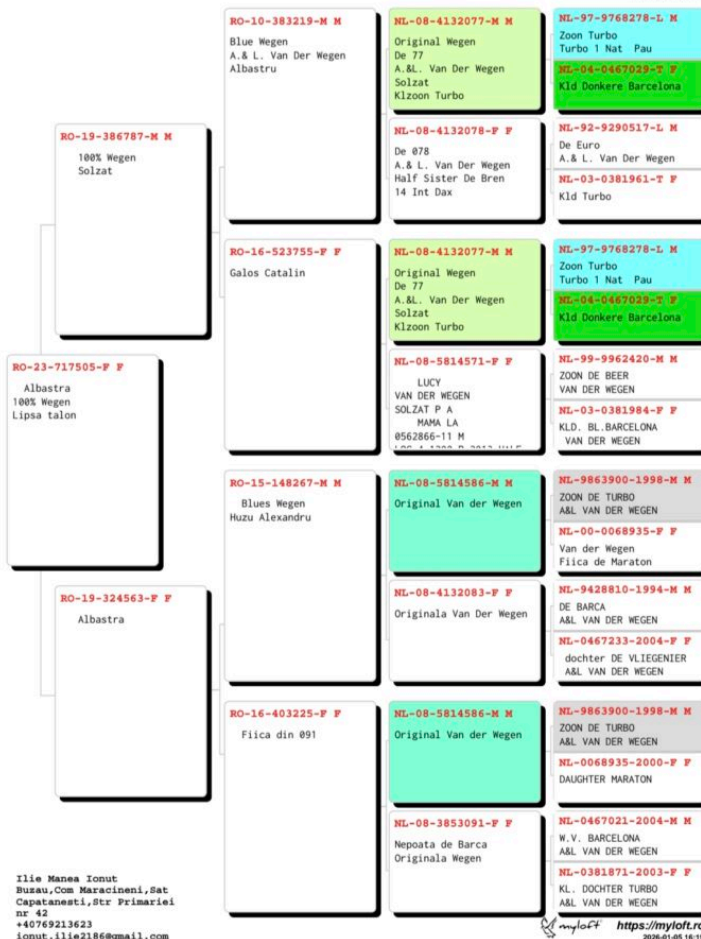 RO-23-717505-F F
Albastra
100% Wegen
Lipsa talon
RO-19-386787-M M
100% Wegen
Solzat
RO-19-324563-F F
Albastra
RO-10-383219-M M
Blue Wegen
A.& L. Van Der Wegen
Albastru
RO-16-523755-F F
Galos Catalin
RO-15-148267-M M
Blues Wegen
Huzu Alexandru
RO-16-403225-F F
Fiica din 091
NL-08-4132077-M M
Original Wegen
De 77
A.&L. Van Der Wegen
Solzat
Klzoon Turbo
NL-08-4132078-F F
De 078
A.& L. Van Der Wegen
Half Sister De Bren
14 Int Dax
NL-08-4132077-M M
Original Wegen
De 77
A.&L. Van Der Wegen
Solzat
Klzoon Turbo
NL-08-5814571-F F
LUCY
VAN DER WEGEN
SOLZAT P A
MAMA LA
0562866-11 M
NL-08-5814586-M M
Original Van der Wegen
NL-08-4132083-F F
Originala Van Der Wegen
NL-08-5814586-M M
Original Van der Wegen
NL-08-3853091-F F
Nepoata de Barca
Originala Wegen
NL-97-9768278-L M
Zoon Turbo
Turbo 1 Nat Pau
NL-04-0467029-T F
Kld Donkere Barcelona
NL-92-9290517-L M
De Euro
A.& L. Van Der Wegen
NL-03-0381961-T F
Kld Turbo
NL-97-9768278-L M
Zoon Turbo
Turbo 1 Nat Pau
NL-04-0467029-T F
Kld Donkere Barcelona
NL-99-9962420-M M
ZOON DE BEER
VAN DER WEGEN
NL-03-0381984-F F
KLD. BL.BARCELONA
VAN DER WEGEN
NL-9863900-1998-M M
ZOON DE TURBO
A&L VAN DER WEGEN
NL-00-0068935-F F
Van der Wegen
Fiica de Maraton
NL-9428810-1994-M M
DE BARCA
A&L VAN DER WEGEN
NL-0467233-2004-F F
dochter DE VLIEGENIER
A&L VAN DER WEGEN
NL-9863900-1998-M M
ZOON DE TURBO
A&L VAN DER WEGEN
NL-0068935-2000-F F
DAUGHTER MARATON
NL-0467021-2004-M M
W.V. BARCELONA
A&L VAN DER WEGEN
NL-0381871-2003-F F
KL. DOCHTER TURBO
A&L VAN DER WEGEN
Ilie Manea Ionut
Buzau,Com Maracineni,Sat
Capatanesti,Str Primariei
nr 42
+40769213623
ionut.ilie2186@gmail.com
myloft https://myloft.ro